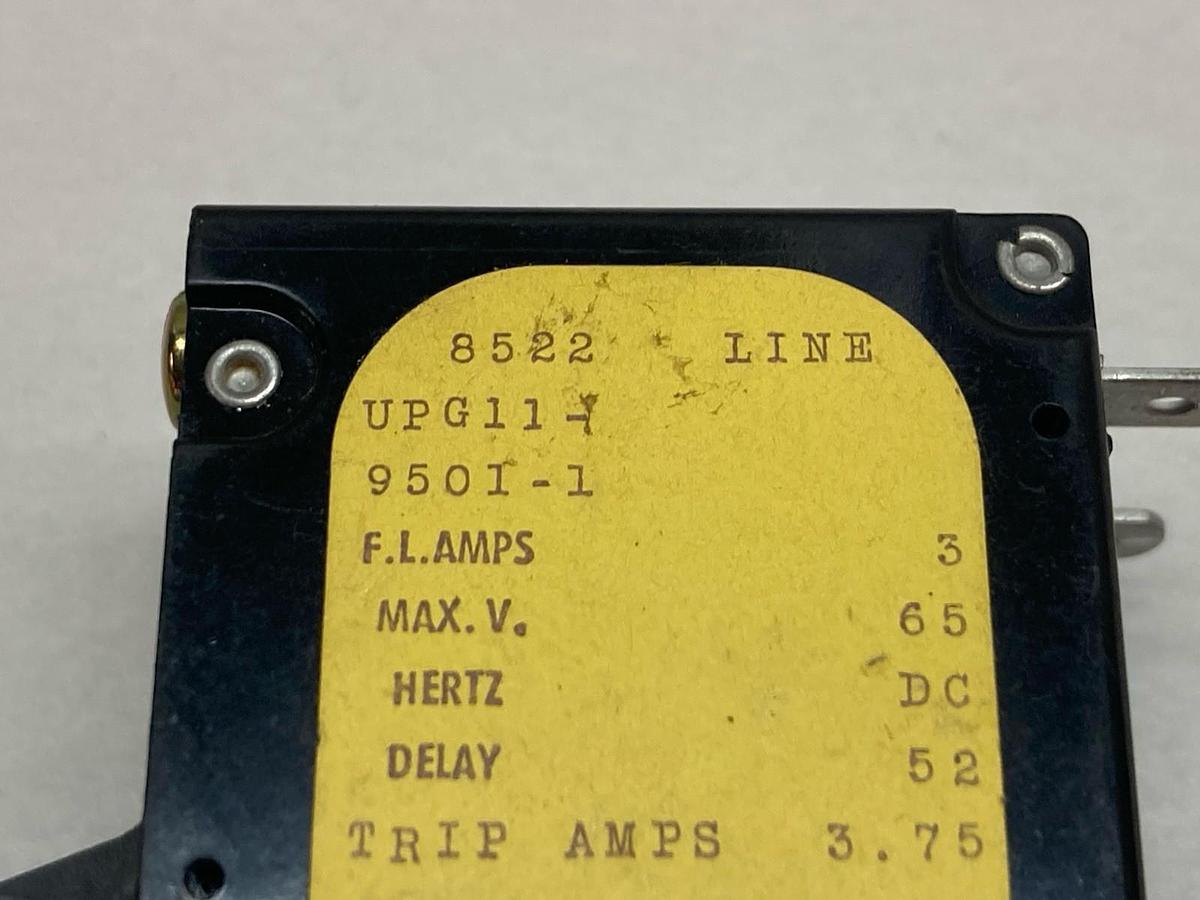 8522 LINE
UPG11-
9501-1
F.L.AMPS 3
MAX.V. 65
HERTZ DC
DELAY 52
TRIP AMPS 3.75